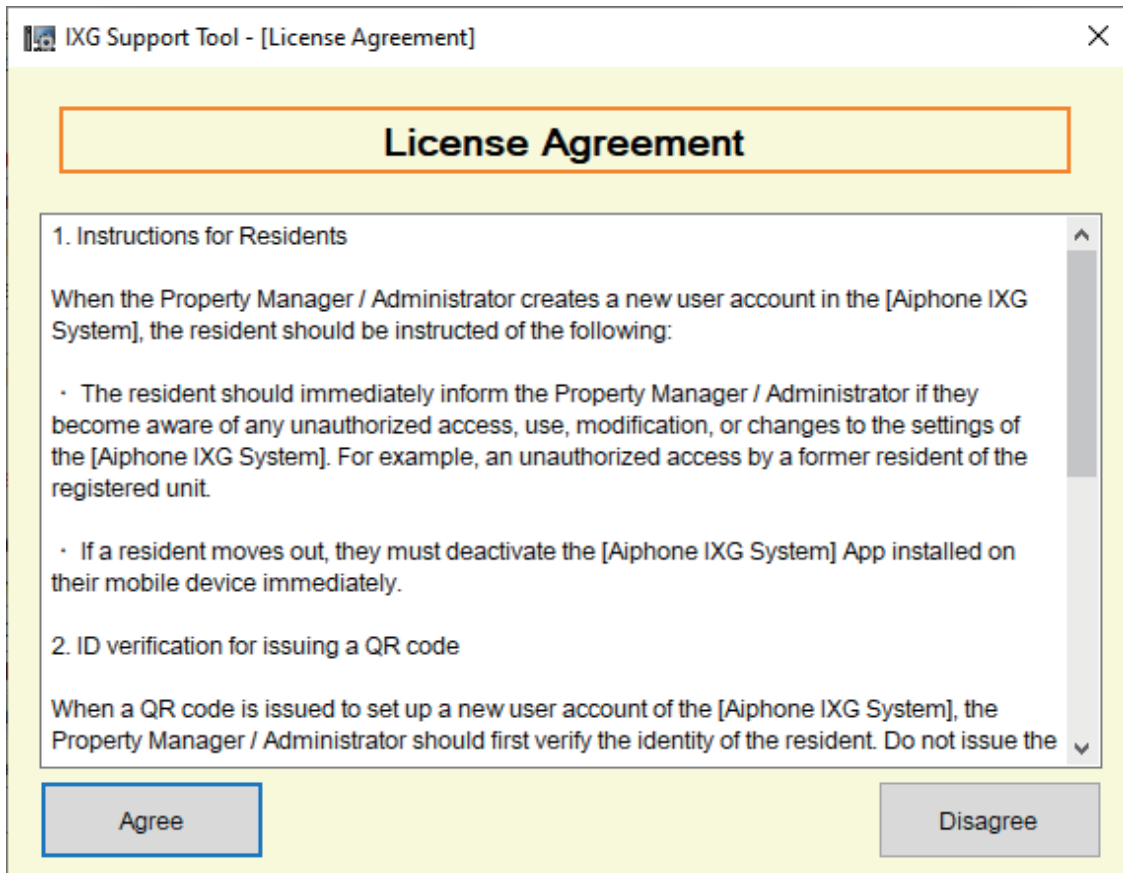 IXG Support Tool - [License Agreement]
License Agreement
1. Instructions for Residents
When the Property Manager / Administrator creates a new user account in the [Aiphone IXG
System], the resident should be instructed of the following:
・ The resident should immediately inform the Property Manager / Administrator if they
become aware of any unauthorized access, use, modification, or changes to the settings of
the [Aiphone IXG System]. For example, an unauthorized access by a former resident of the
registered unit.
・ If a resident moves out, they must deactivate the [Aiphone IXG System] App installed on
their mobile device immediately.
2. ID verification for issuing a QR code
When a QR code is issued to set up a new user account of the [Aiphone IXG System], the
Property Manager / Administrator should first verify the identity of the resident. Do not issue the
Agree
Disagree